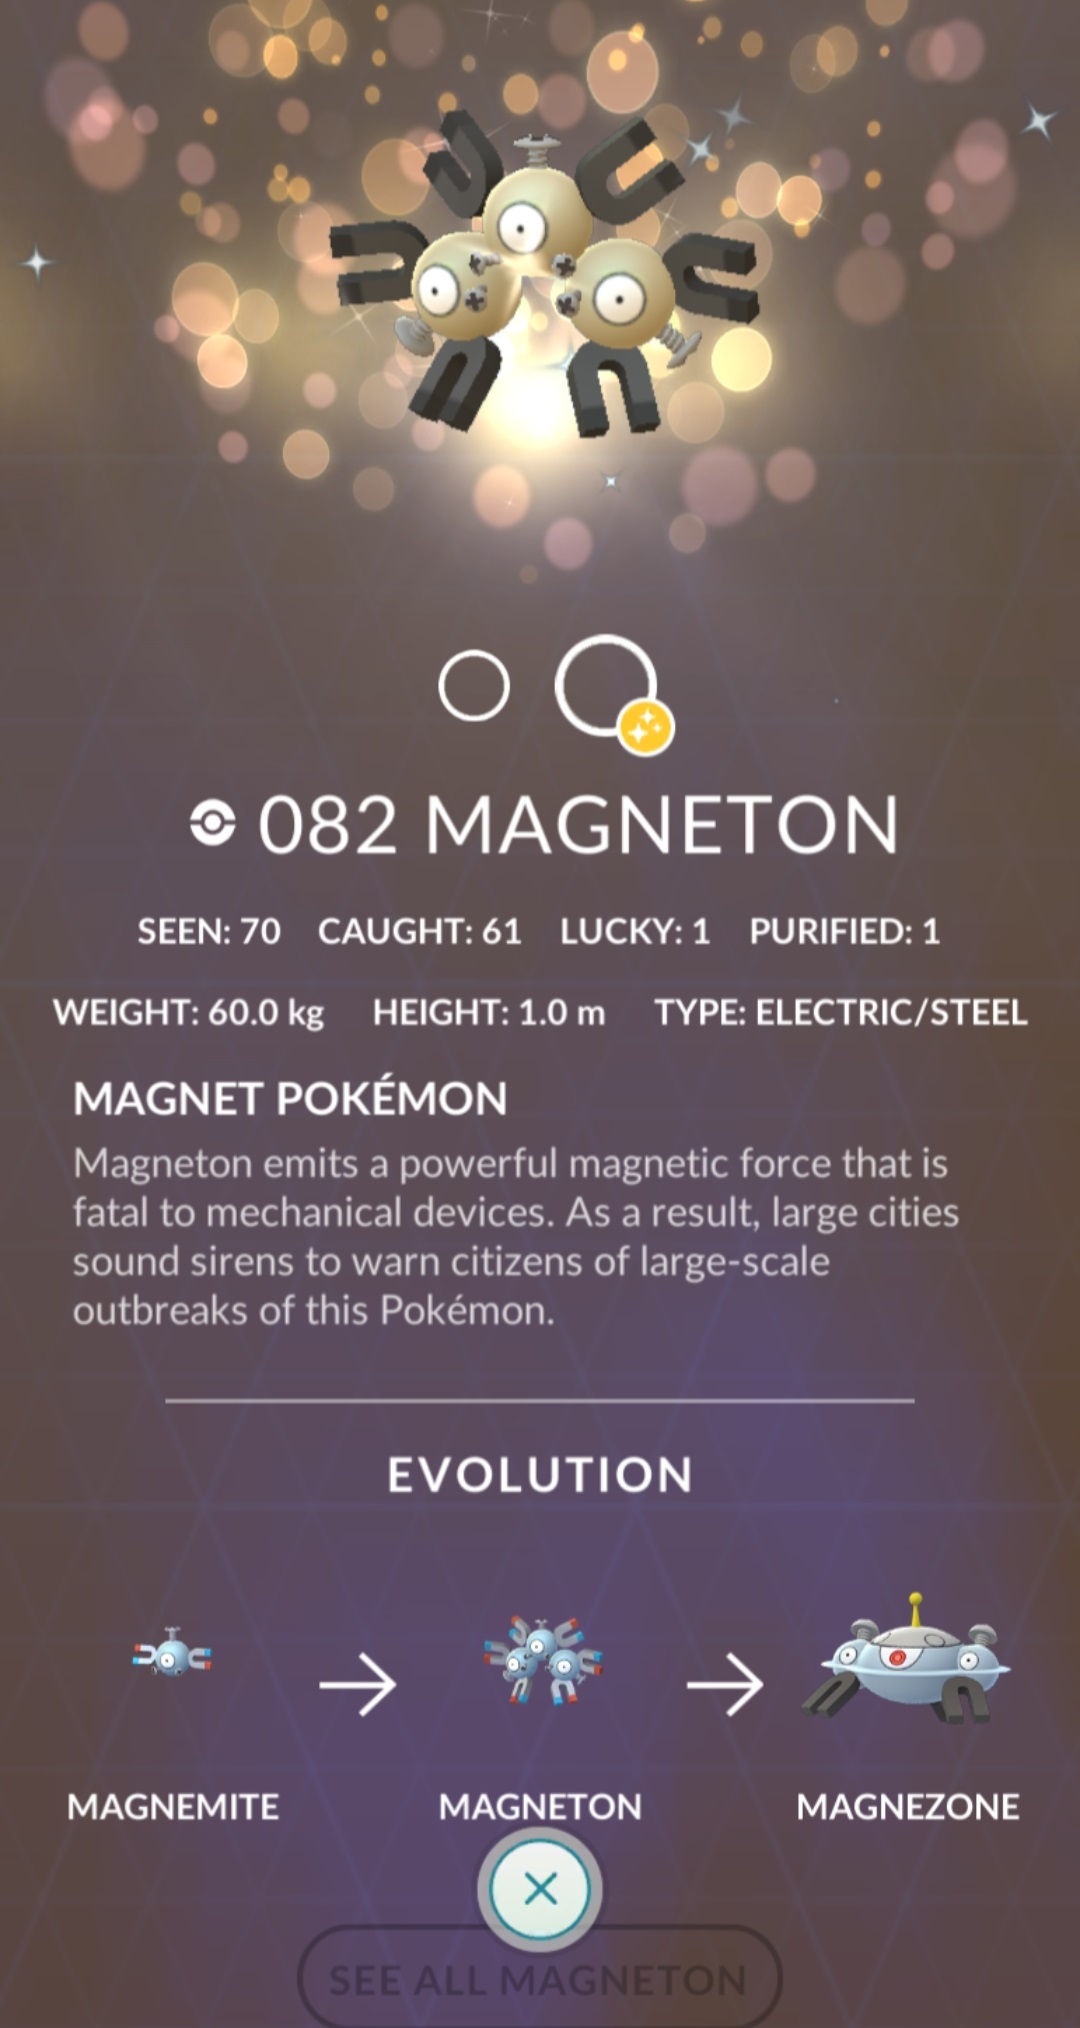 082 MAGNETON
SEEN: 70 CAUGHT: 61 LUCKY: 1 PURIFIED: 1
WEIGHT: 60.0 kg HEIGHT: 1.0 m TYPE: ELECTRIC/STEEL
MAGNET POKÉMON
Magneton emits a powerful magnetic force that is
fatal to mechanical devices. As a result, large cities
sound sirens to warn citizens of large-scale
outbreaks of this Pokémon.
EVOLUTION
MAGNEMITE MAGNETON MAGNEZONE
SEE ALL MAGNETON